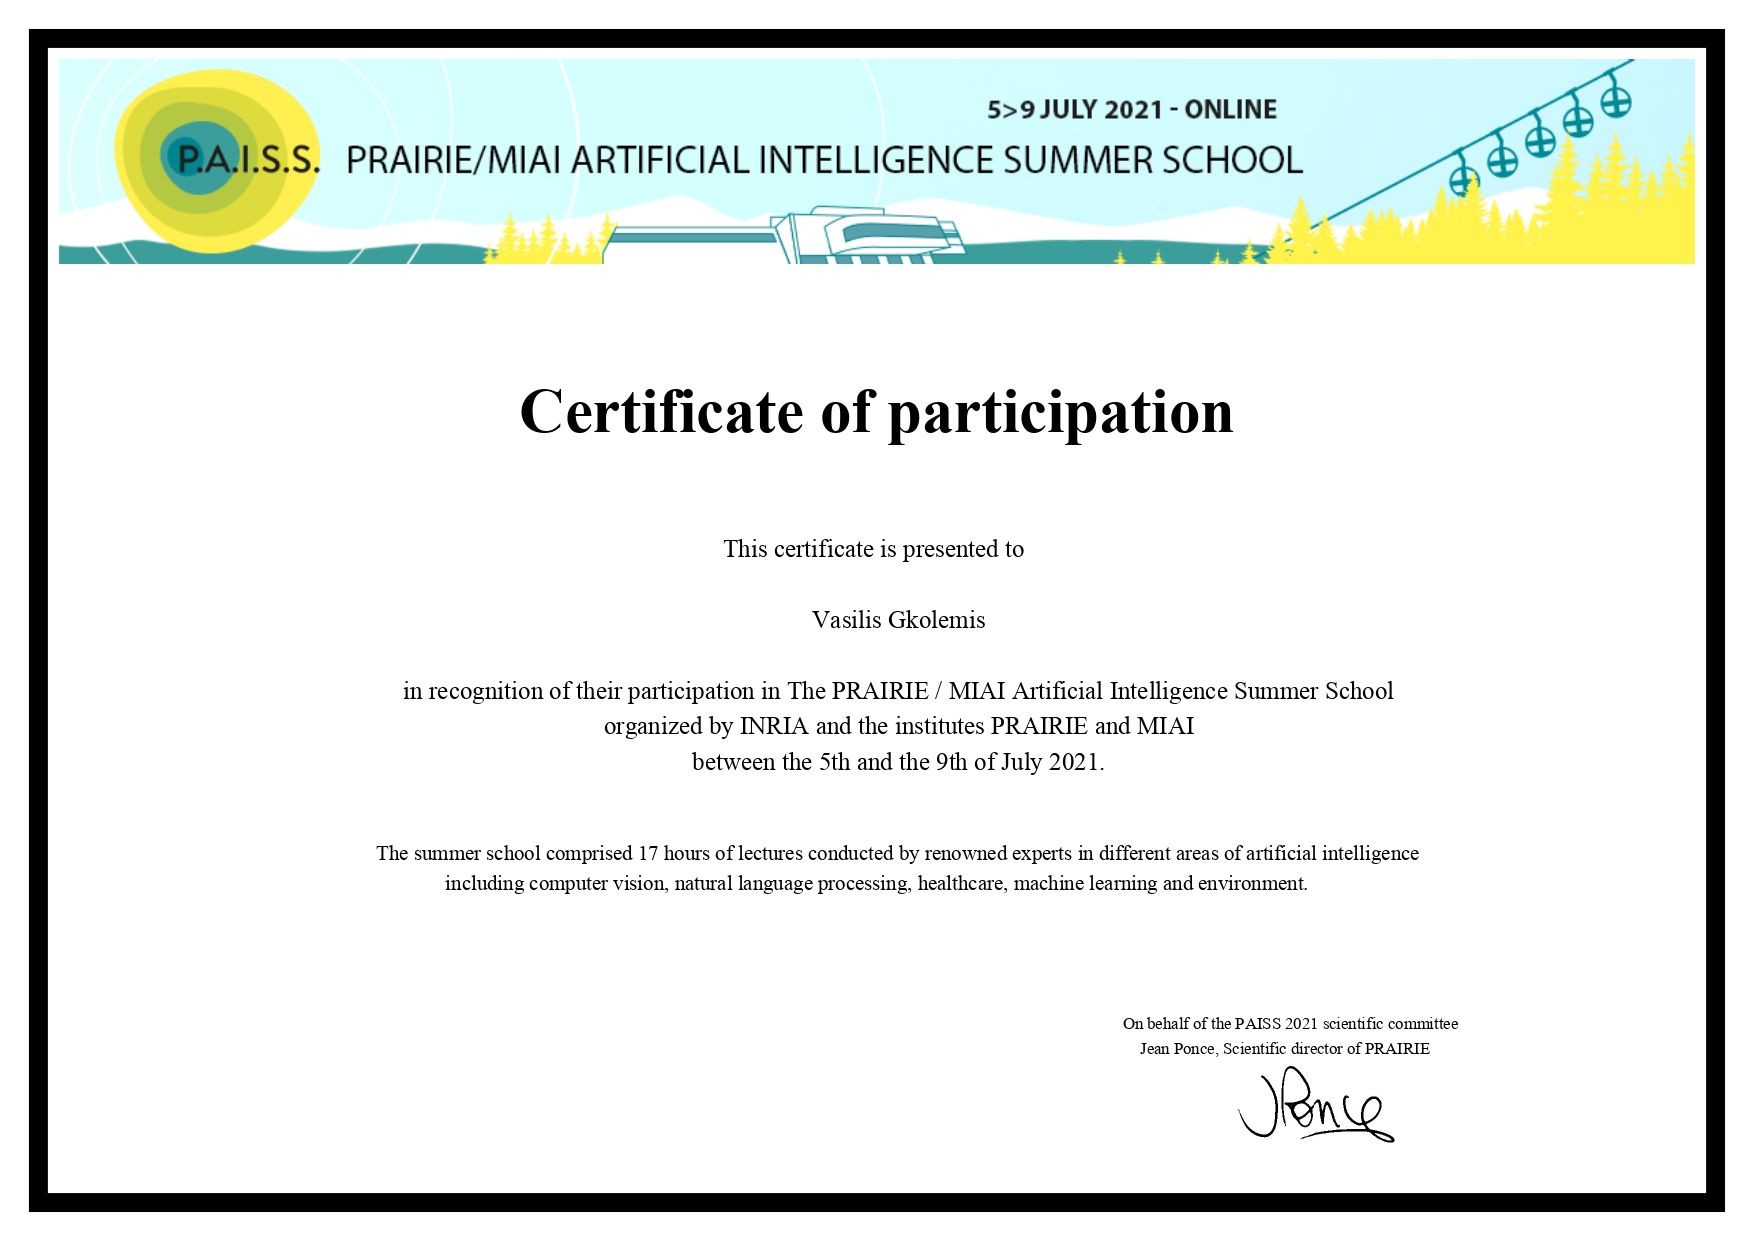 5>9 JULY 2021 - ONLINE
P.A.I.S.S. PRAIRIE/MIAI ARTIFICIAL INTELLIGENCE SUMMER SCHOOL
Certificate of participation
This certificate is presented to
Vasilis Gkolemis
in recognition of their participation in The PRAIRIE / MIAI Artificial Intelligence Summer School
organized by INRIA and the institutes PRAIRIE and MIAI
between the 5th and the 9th of July 2021.
The summer school comprised 17 hours of lectures conducted by renowned experts in different areas of artificial intelligence
including computer vision, natural language processing, healthcare, machine learning and environment.
On behalf of the PAISS 2021 scientific committee
Jean Ponce, Scientific director of PRAIRIE
JPonce